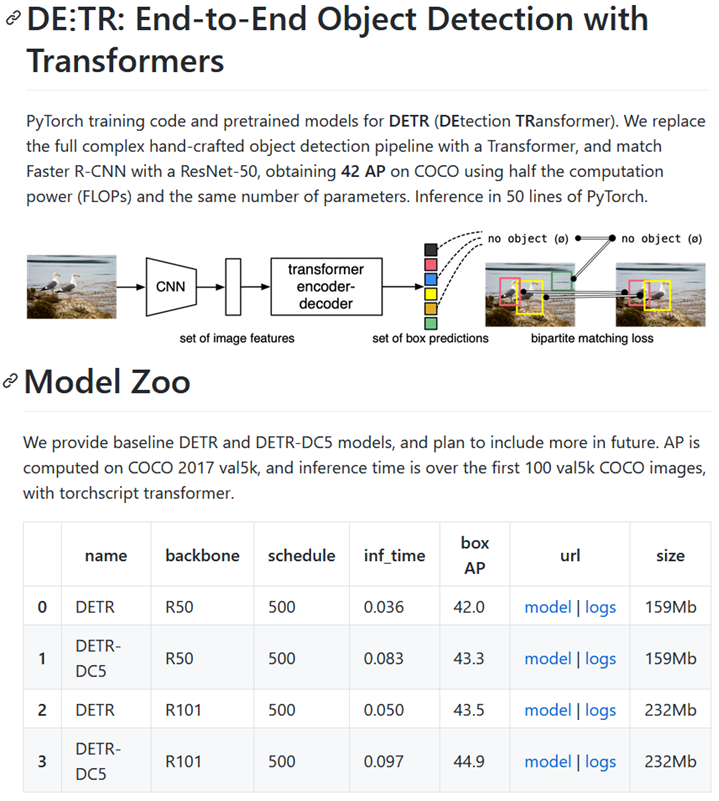 DE⫶TR: End-to-End Object Detection with
Transformers
PyTorch training code and pretrained models for DETR (DEtection TRansformer). We replace
the full complex hand-crafted object detection pipeline with a Transformer, and match
Faster R-CNN with a ResNet-50, obtaining 42 AP on COCO using half the computation
power (FLOPs) and the same number of parameters. Inference in 50 lines of PyTorch.
no object (ø) no object (ø)
CNN
transformer
encoder-
decoder
set of image features
set of box predictions
bipartite matching loss
Model Zoo
We provide baseline DETR and DETR-DC5 models, and plan to include more in future. AP is
computed on COCO 2017 val5k, and inference time is over the first 100 val5k COCO images,
with torchscript transformer.
name backbone schedule inf_time box AP url size
0 DETR R50 500 0.036 42.0 model | logs 159Mb
1 DETR-DC5 R50 500 0.083 43.3 model | logs 159Mb
2 DETR R101 500 0.050 43.5 model | logs 232Mb
3 DETR-DC5 R101 500 0.097 44.9 model | logs 232Mb